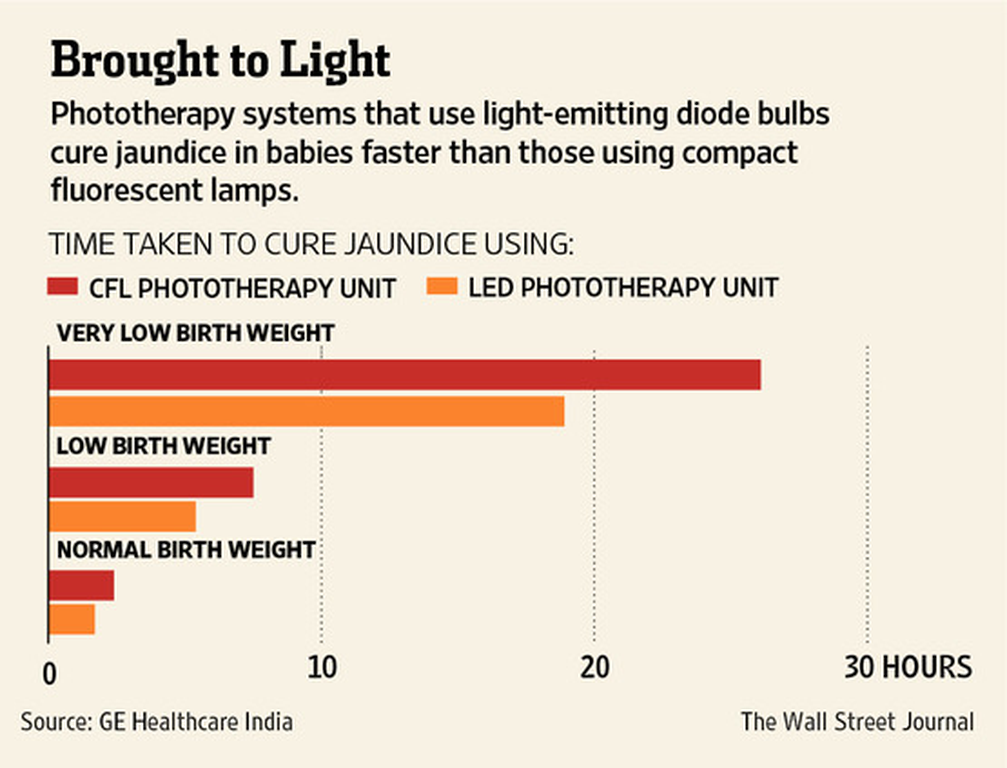 Brought to Light
Phototherapy systems that use light-emitting diode bulbs
cure jaundice in babies faster than those using compact
fluorescent lamps.
TIME TAKEN TO CURE JAUNDICE USING:
CFL PHOTOTHERAPY UNIT LED PHOTOTHERAPY UNIT
VERY LOW BIRTH WEIGHT
LOW BIRTH WEIGHT
NORMAL BIRTH WEIGHT
0 10 20 30 HOURS
Source: GE Healthcare India The Wall Street Journal